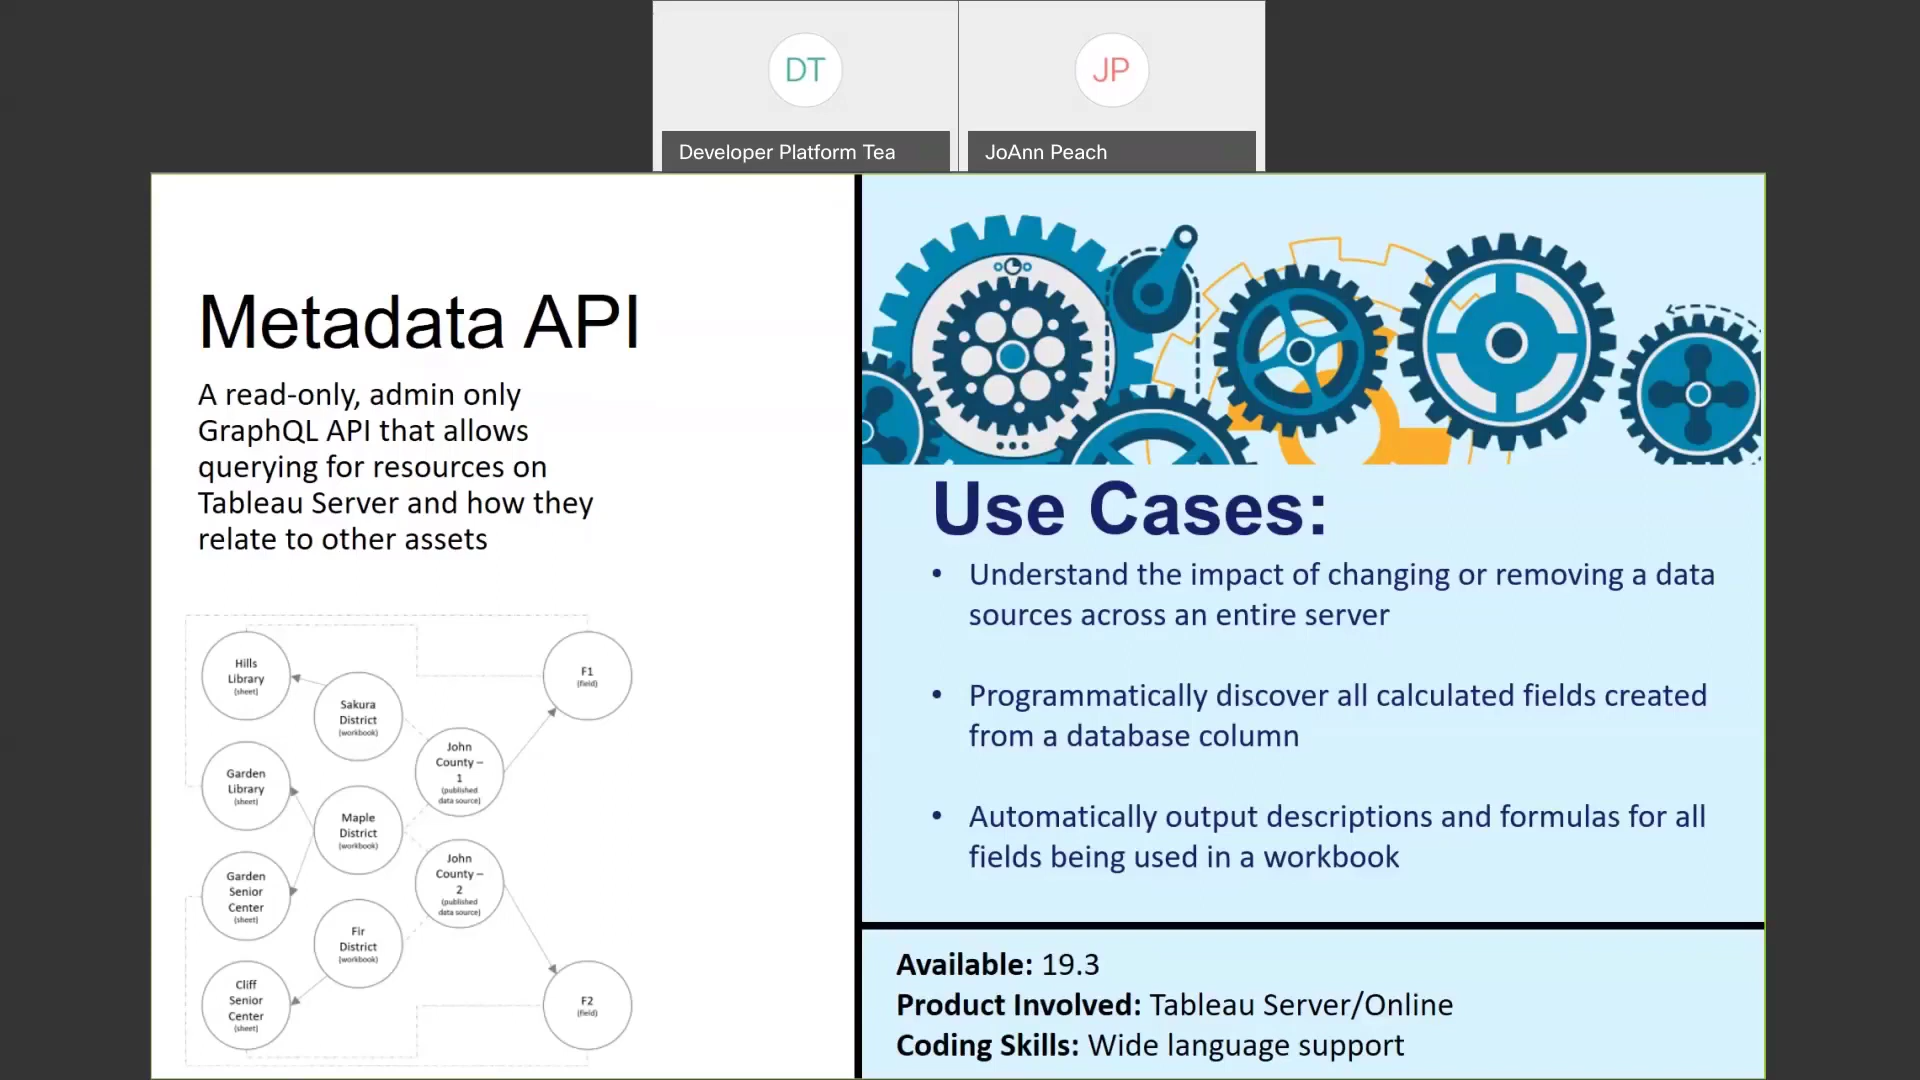 DT
JP
Developer Platform Tea
JoAnn Peach
Metadata API
A read-only, admin only
GraphQL API that allows
querying for resources on
Tableau Server and how they
relate to other assets
Hills
Library
(sheet)
Sakura
District
(workbook)
F1
(field)
John
County –
1
(published
data source)
Garden
Library
(sheet)
Maple
District
(workbook)
John
County –
2
(published
data source)
Garden
Senior
Center
(sheet)
Fir
District
(workbook)
Cliff
Senior
Center
(sheet)
F2
(field)
Use Cases:
• Understand the impact of changing or removing a data
sources across an entire server
• Programmatically discover all calculated fields created
from a database column
• Automatically output descriptions and formulas for all
fields being used in a workbook
Available: 19.3
Product Involved: Tableau Server/Online
Coding Skills: Wide language support